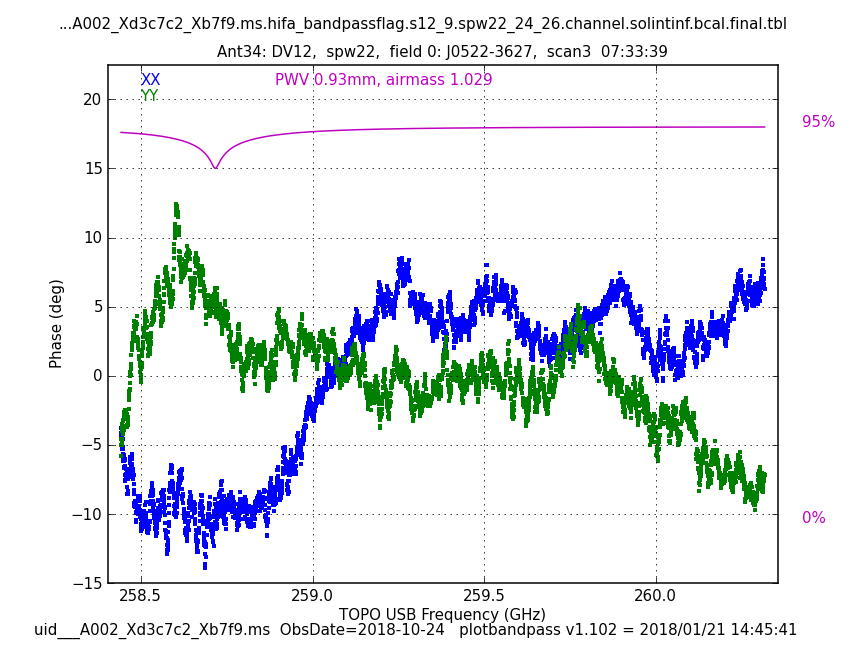 ...A002_Xd3c7c2_Xb7f9.ms.hifa_bandpassflag.s12_9.spw22_24_26.channel.solintinf.bcal.final.tbl
Ant34: DV12,  spw22,  field 0: J0522-3627,  scan3  07:33:39
XX
PWV 0.93mm, airmass 1.029
YY
20
15
10
5
0
−5
−10
−15
95%
0%
Phase (deg)
258.5
259.0
259.5
260.0
TOPO USB Frequency (GHz)
uid___A002_Xd3c7c2_Xb7f9.ms  ObsDate=2018-10-24   plotbandpass v1.102 = 2018/01/21 14:45:41